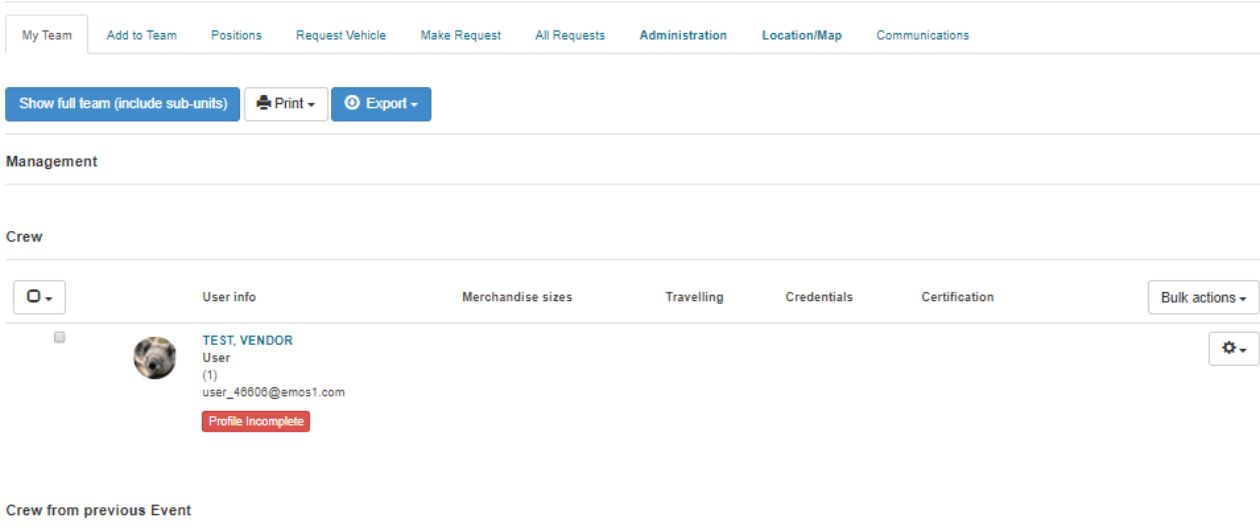 My Team Add to Team Positions Request Vehicle Make Request All Requests Administration Location/Map Communications
Show full team (include sub-units) Print Export
Management
Crew
User info Merchandise sizes Travelling Credentials Certification Bulk actions
TEST, VENDOR
User
(1)
user_46606@emos1.com
Profile Incomplete
Crew from previous Event